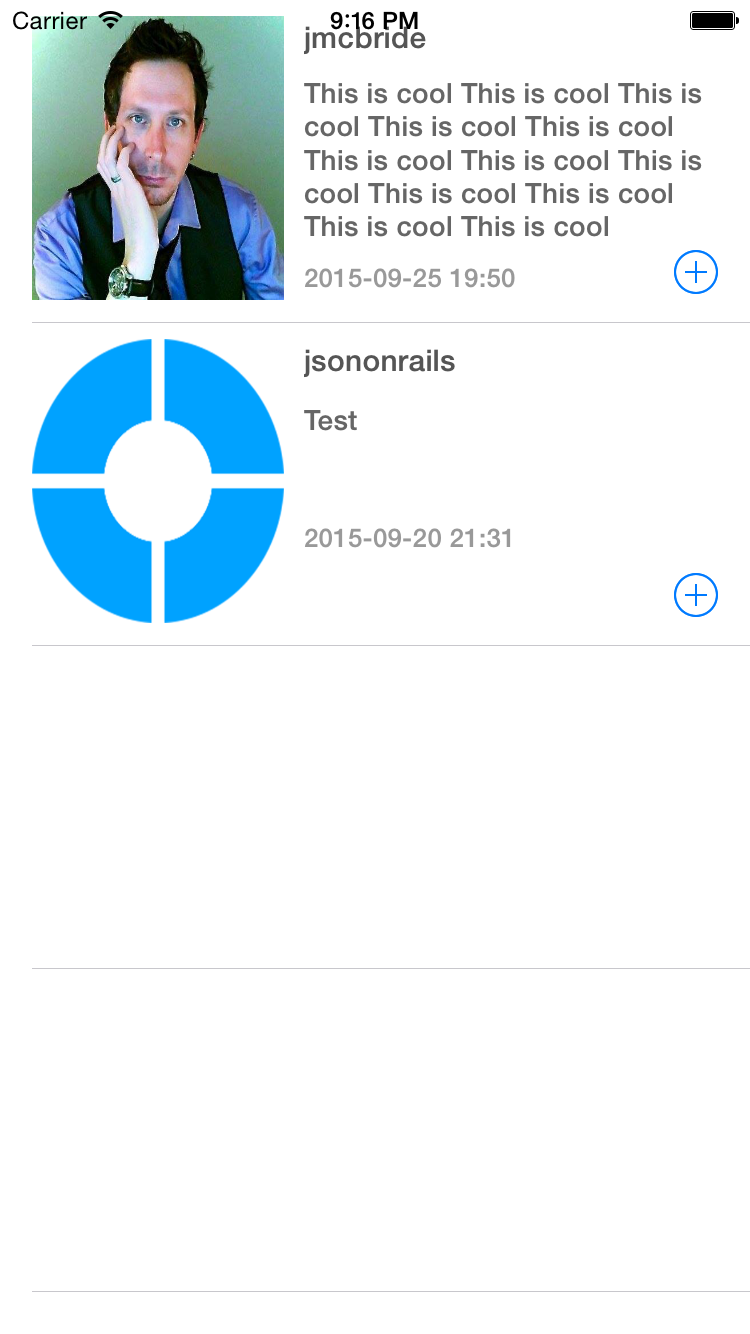 Carrier 9:16 PM
jmcbride
This is cool This is cool This is
cool This is cool This is cool
This is cool This is cool This is
cool This is cool This is cool
This is cool This is cool
2015-09-25 19:50
jsononrails
Test
2015-09-20 21:31